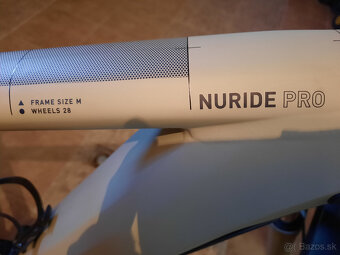 FRAME SIZE M
WHEELS 28
NURIDE PRO
Bazos.sk